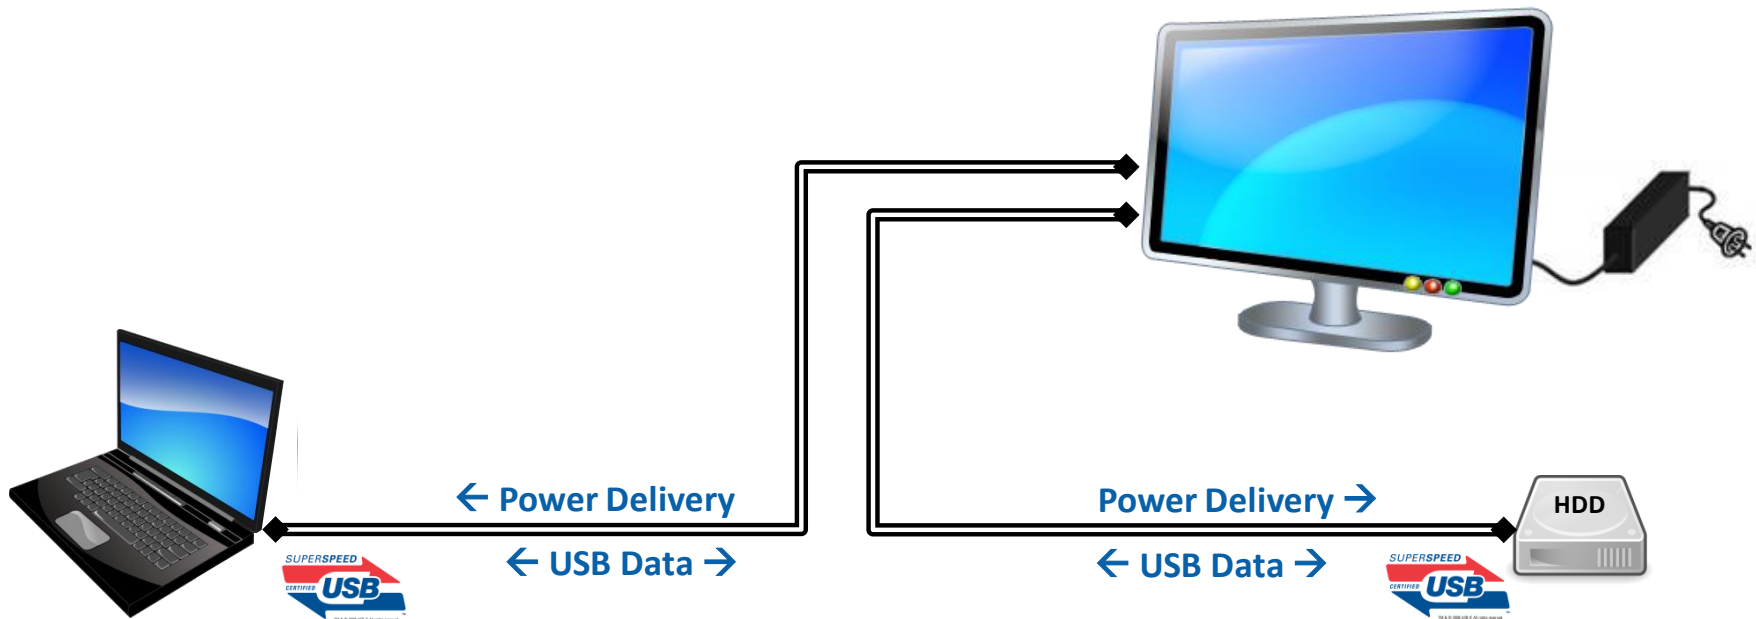 ← Power Delivery
← USB Data →
SUPERSPEED
CERTIFIED USB
Power Delivery →
← USB Data →
HDD
SUPERSPEED
CERTIFIED USB